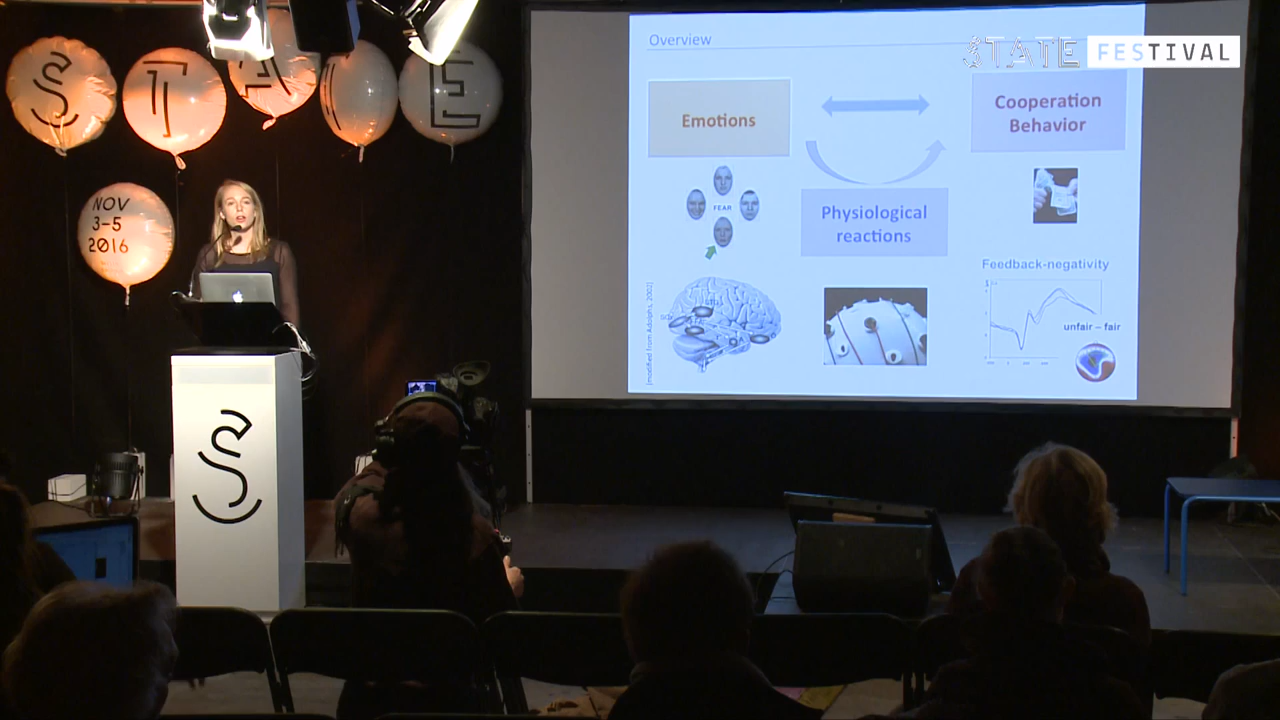 S T A T E
NOV
3-5
2016
S
Overview
STATE FESTIVAL
Emotions
Cooperation
Behavior
FEAR
Physiological
reactions
Feedback-negativity
unfair – fair
[modified from Adolphs, 2002]